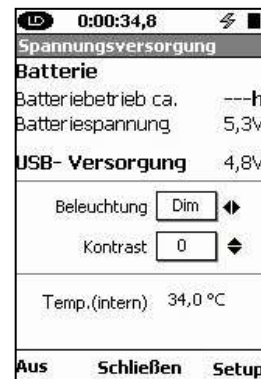 LD 0:00:34,8
Spannungsversorgung
Batterie
Batteriebetrieb ca. ---h
Batteriespannung 5,3V
USB- Versorgung 4,8V
Beleuchtung Dim
Kontrast 0
Temp.(intern) 34,0 °C
Aus Schließen Setup